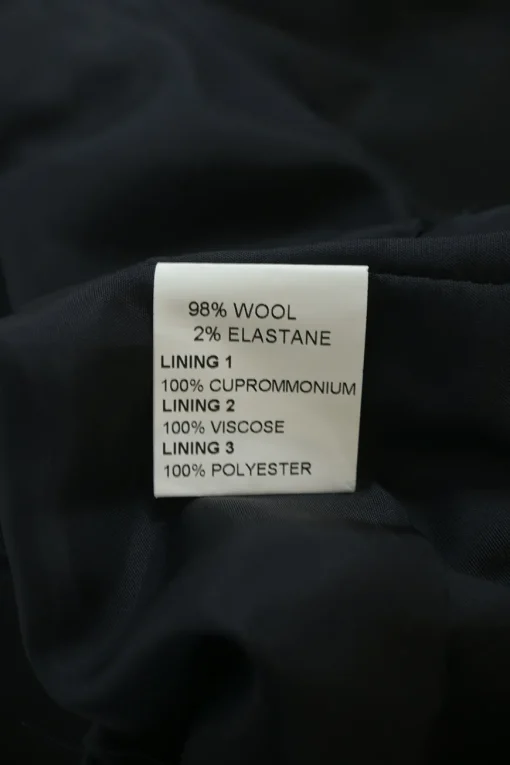 98% WOOL
2% ELASTANE
LINING 1
100% CUPROMMONIUM
LINING 2
100% VISCOSE
LINING 3
100% POLYESTER